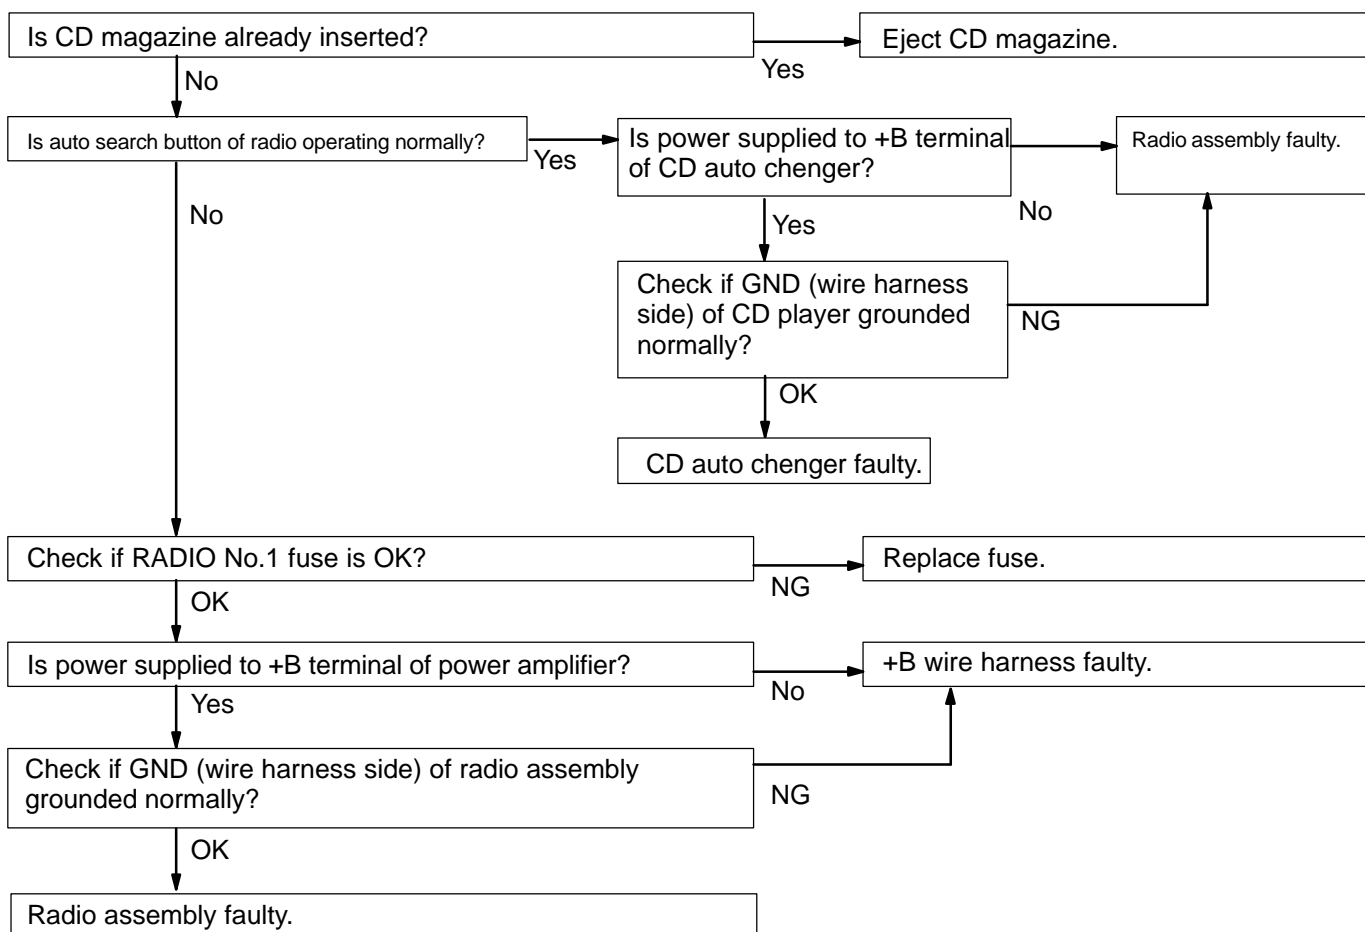 Is CD magazine already inserted?
Yes
Eject CD magazine.
No
Is auto search button of radio operating normally?
Yes
Is power supplied to +B terminal
of CD auto chenger?
No
Radio assembly faulty.
Yes
Check if GND (wire harness
side) of CD player grounded
normally?
NG
OK
CD auto chenger faulty.
No
Check if RADIO No.1 fuse is OK?
NG
Replace fuse.
OK
Is power supplied to +B terminal of power amplifier?
No
+B wire harness faulty.
Yes
Check if GND (wire harness side) of radio assembly
grounded normally?
NG
OK
Radio assembly faulty.